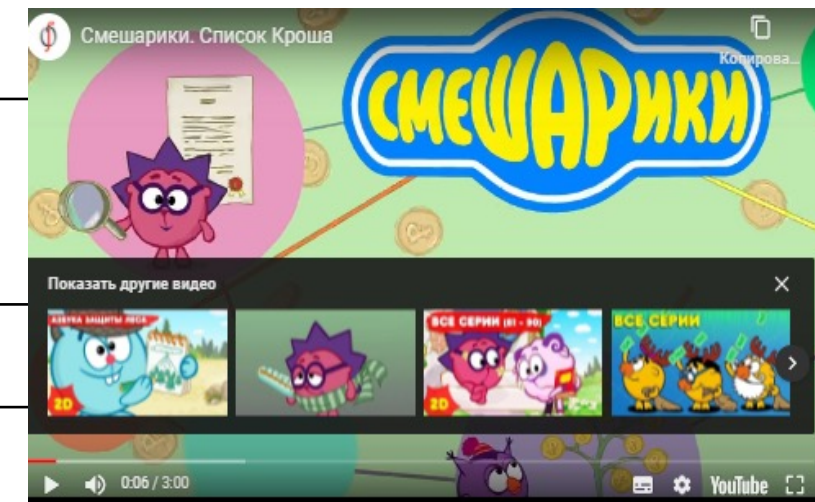 Смешарики. Список Кроша
Копирова...
СМЕШАРИКИ
Показать другие видео
АЗБУКА ЗАЩИТЫ ЛЕСА
2D
ВСЕ СЕРИИ (81 - 90)
2D
ВСЕ СЕРИИ
0:06 / 3:00
YouTube